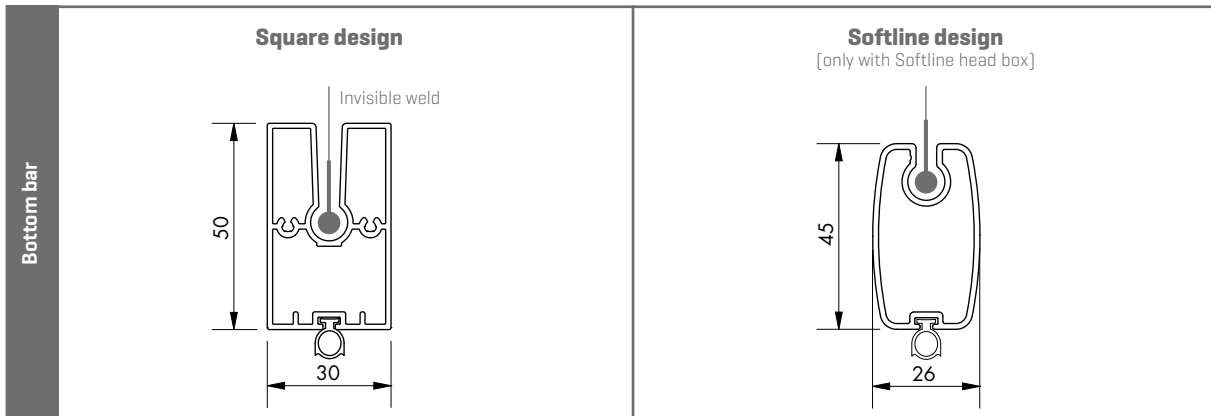 Bottom bar
Square design
Invisible weld
50
30
Softline design
(only with Softline head box)
45
26